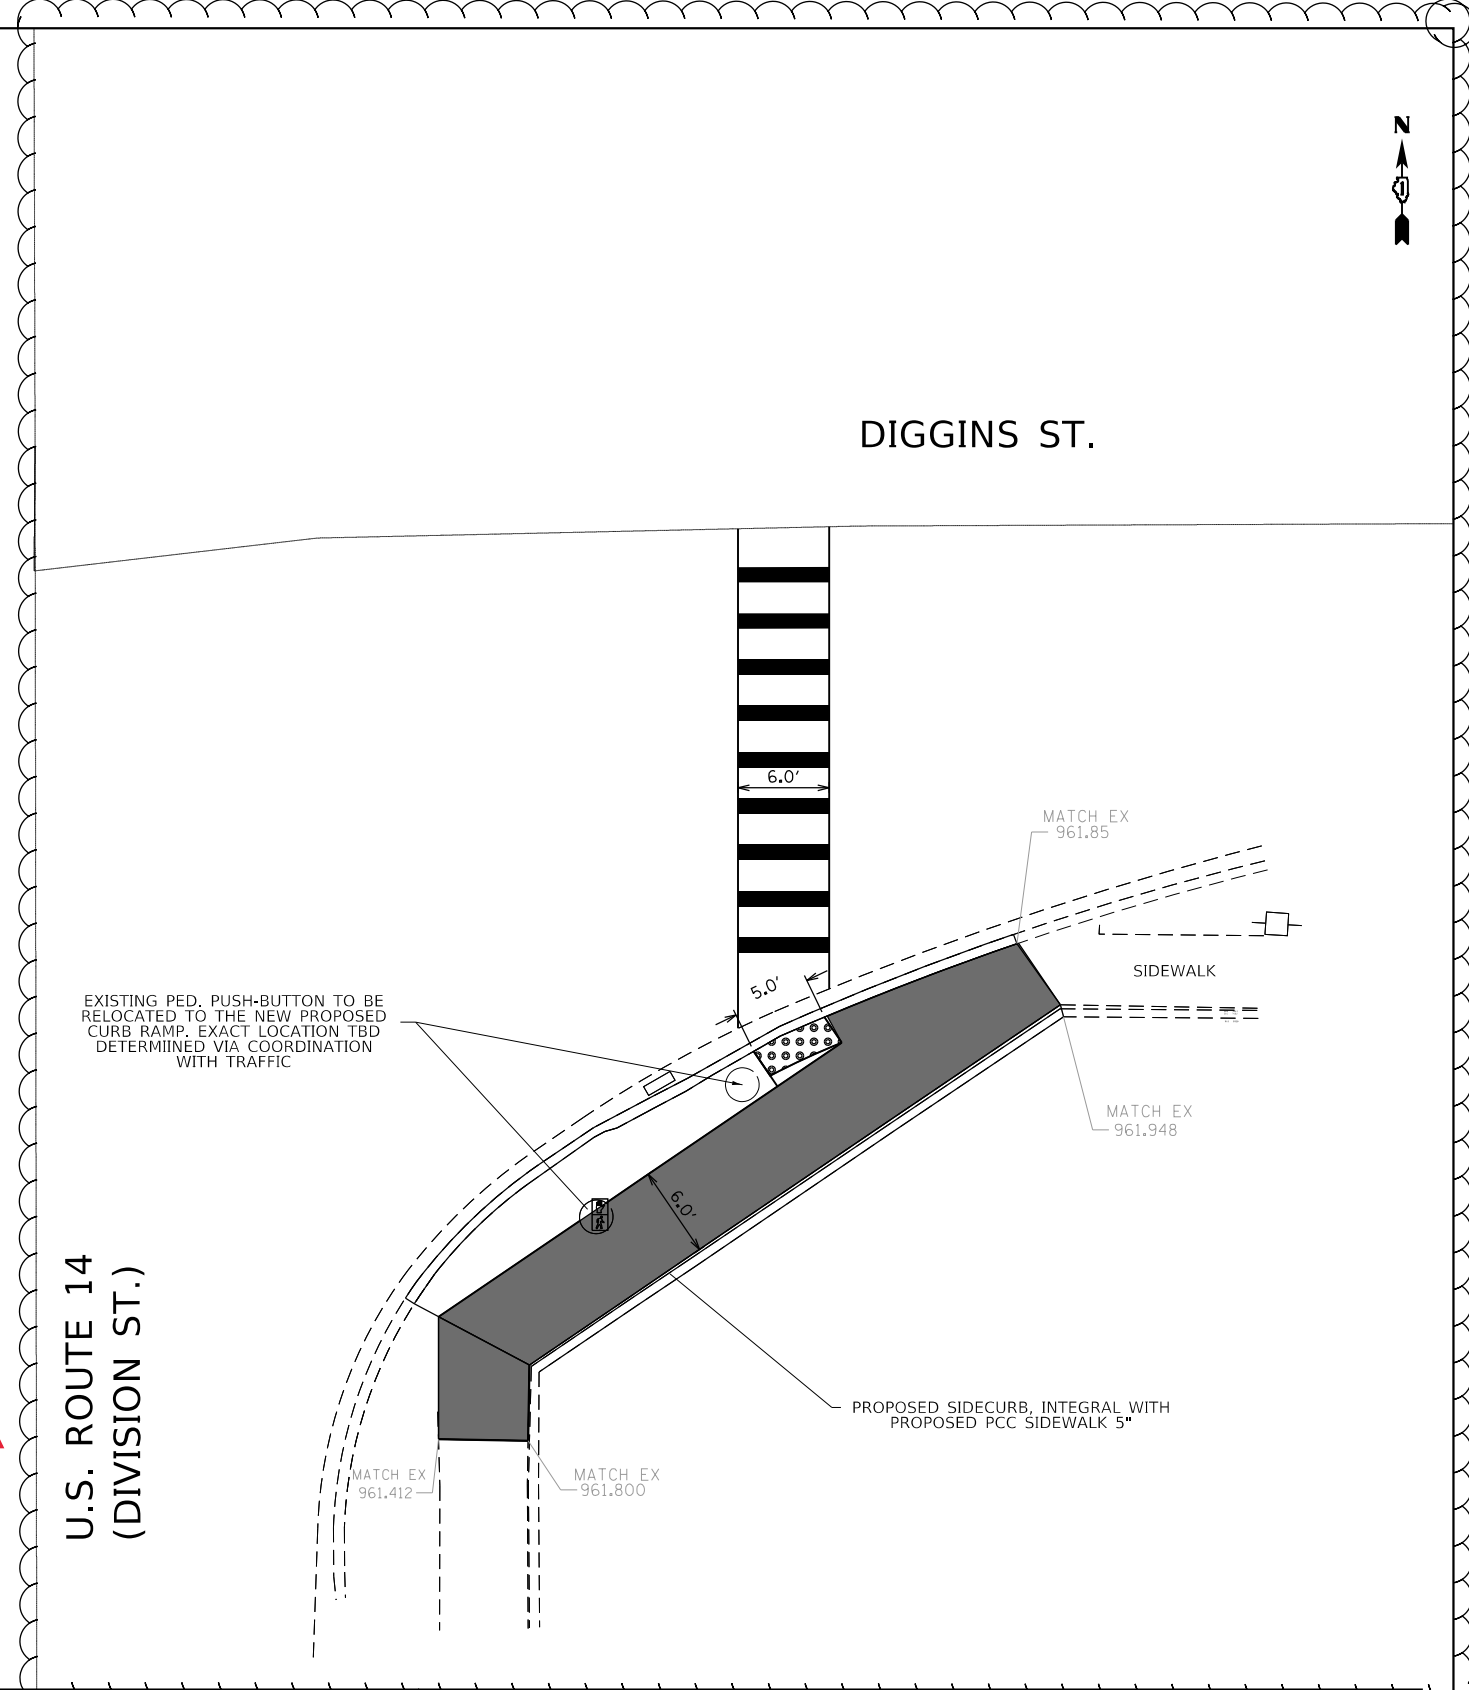 N
1
DIGGINS ST.
6.0'
MATCH EX
961.85
SIDEWALK
5.0'
EXISTING PED. PUSH-BUTTON TO BE
RELOCATED TO THE NEW PROPOSED
CURB RAMP. EXACT LOCATION TBD
DETERMIINED VIA COORDINATION
WITH TRAFFIC
MATCH EX
961.948
6.0'
U.S. ROUTE 14
(DIVISION ST.)
PROPOSED SIDECURB, INTEGRAL WITH
PROPOSED PCC SIDEWALK 5"
MATCH EX
961.412
MATCH EX
961.800